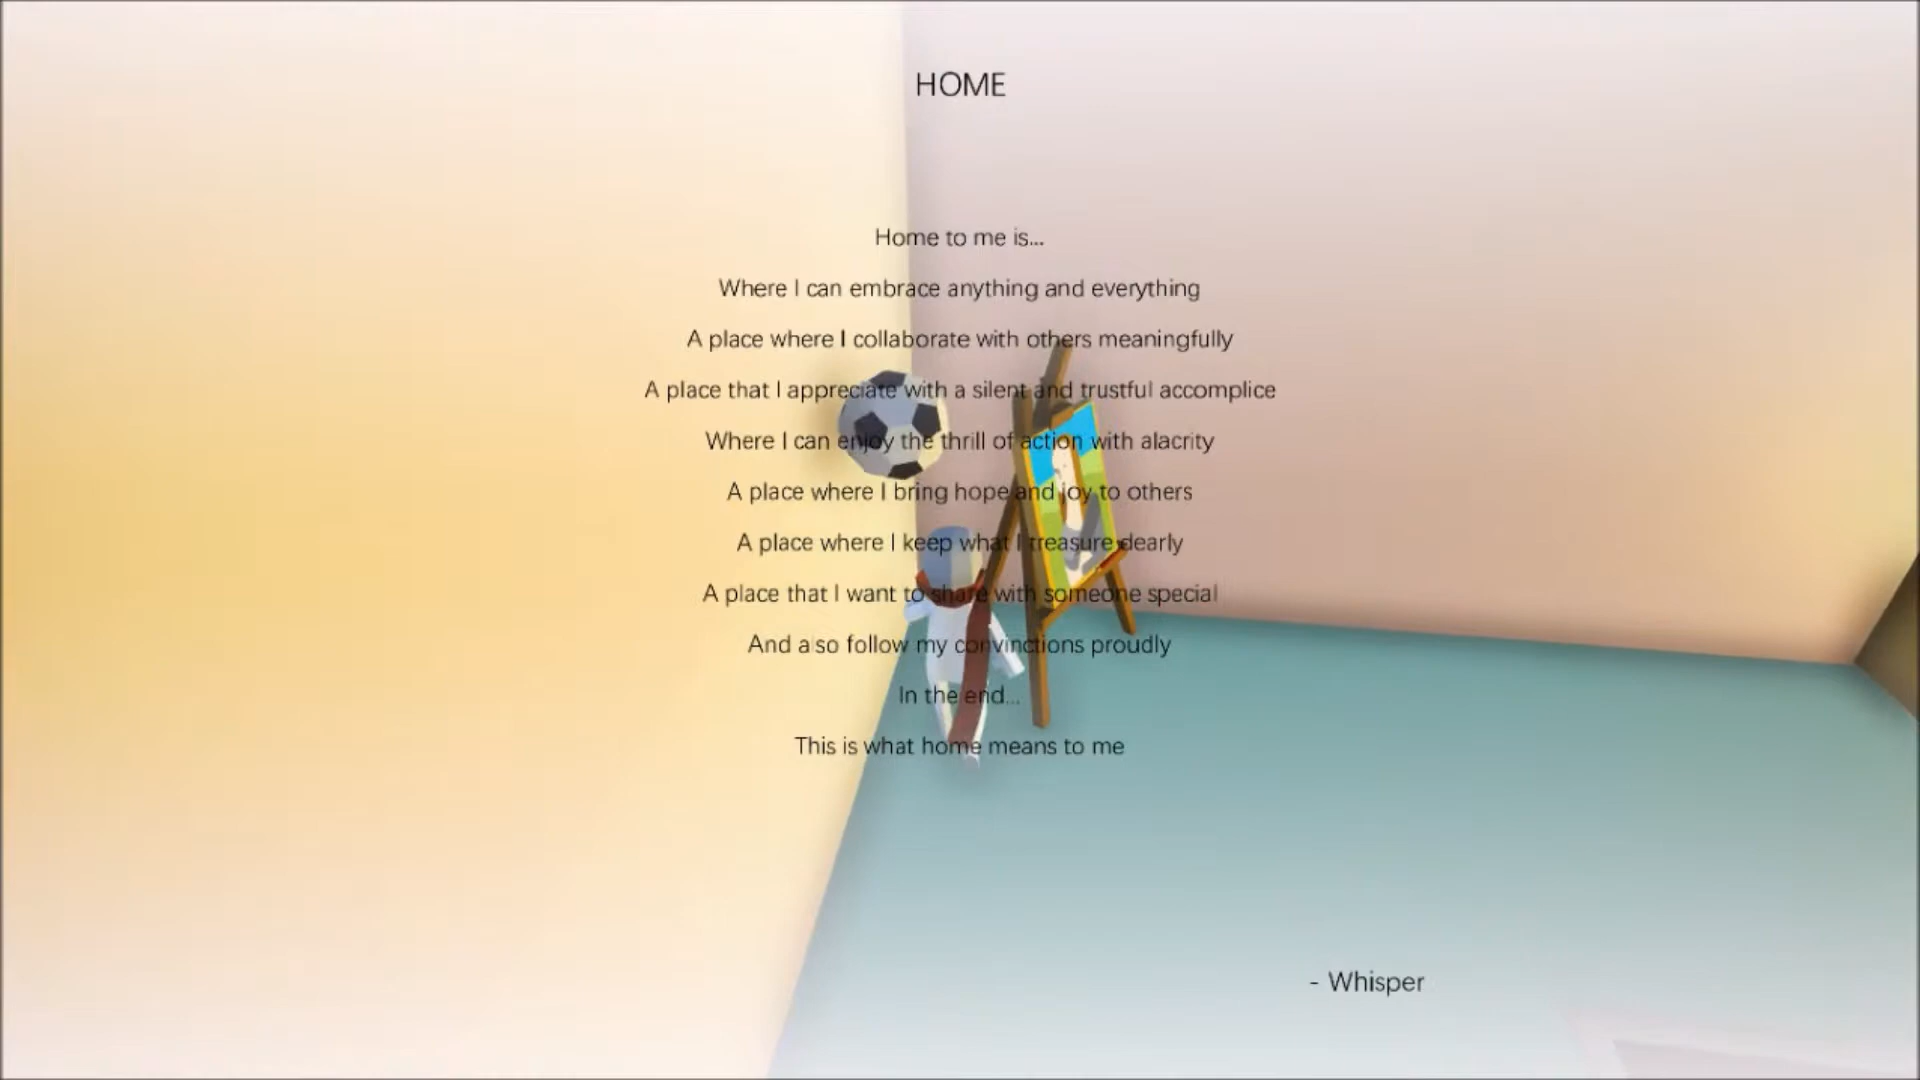 HOME
Home to me is...
Where I can embrace anything and everything
A place where I collaborate with others meaningfully
A place that I appreciate with a silent and trustful accomplice
Where I can enjoy the thrill of action with alacrity
A place where I bring hope and joy to others
A place where I keep what I treasure dearly
A place that I want to share with someone special
And also follow my convinctions proudly
In the end...
This is what home means to me
- Whisper